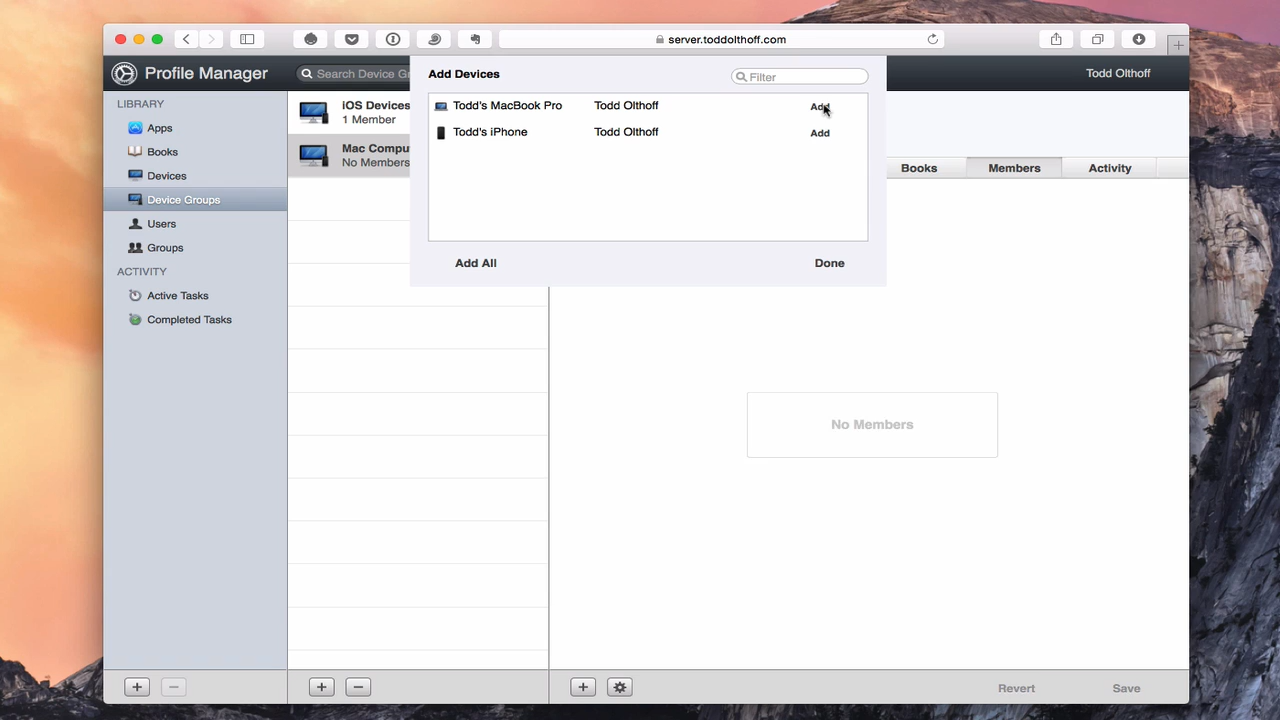 server.toddolthoff.com
Profile Manager
Search Device Gr
Todd Olthoff
LIBRARY
Apps
Books
Devices
Device Groups
Users
Groups
ACTIVITY
Active Tasks
Completed Tasks
iOS Devices
1 Member
Mac Compu
No Members
Add Devices
Filter
Todd's MacBook Pro Todd Olthoff Add
Todd's iPhone Todd Olthoff Add
Add All Done
Books Members Activity
No Members
Revert Save